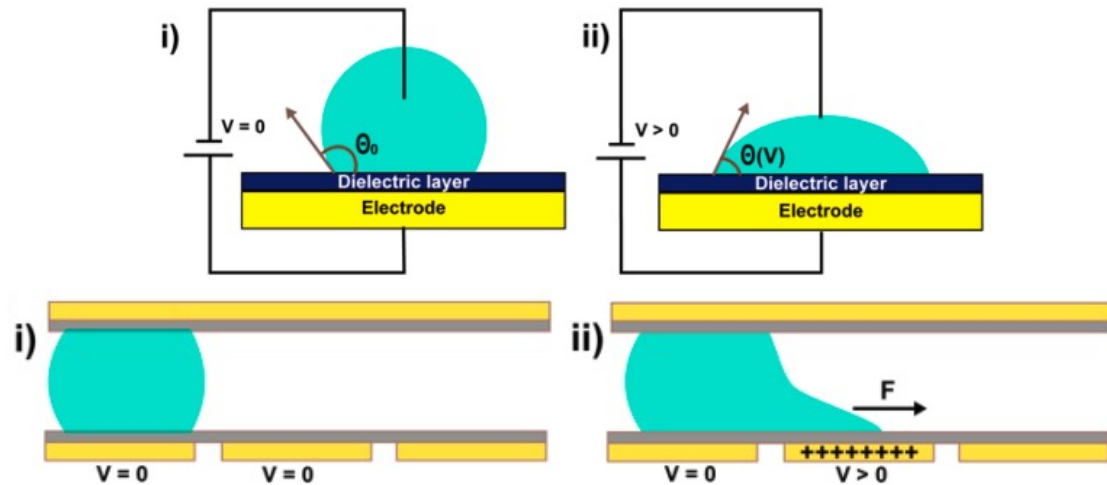 i)
V = 0
Θ₀
Dielectric layer
Electrode
ii)
V > 0
Θ(V)
Dielectric layer
Electrode
i)
V = 0
V = 0
ii)
F
++++++++
V = 0
V > 0